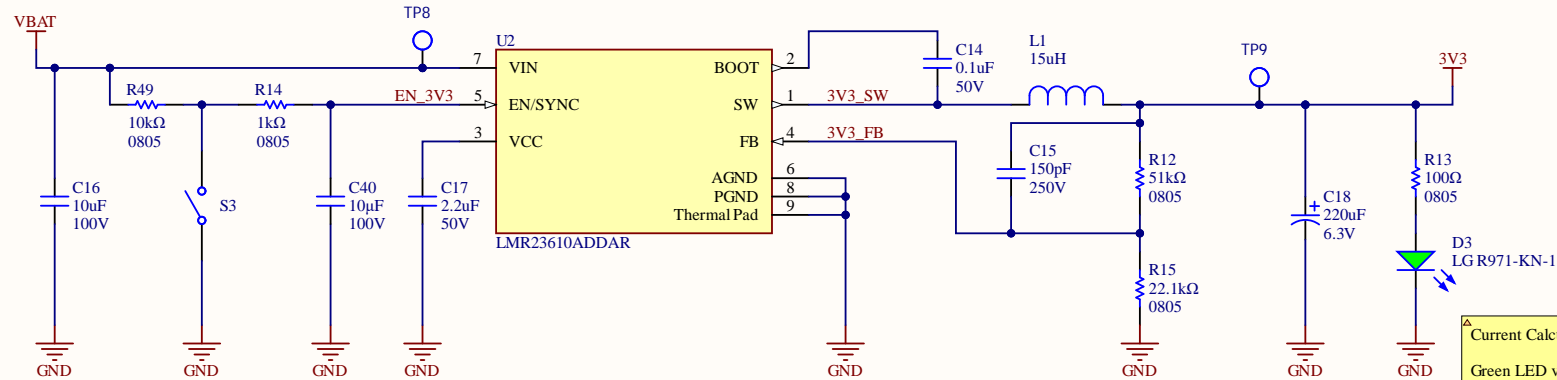 VBAT
TP8
U2
7
VIN
BOOT
2
C14
0.1uF
50V
L1
15uH
TP9
3V3
R49
10kΩ
0805
R14
1kΩ
0805
EN_3V3
5
EN/SYNC
SW
1
3V3_SW
3
VCC
FB
4
3V3_FB
AGND
6
PGND
8
Thermal Pad
9
LMR23610ADDAR
C16
10uF
100V
S3
C40
10µF
100V
C17
2.2uF
50V
C15
150pF
250V
R12
51kΩ
0805
R13
100Ω
0805
C18
220uF
6.3V
R15
22.1kΩ
0805
D3
LG R971-KN-1
GND
GND
GND
GND
GND
GND
GND
GND
Current Calc
Green LED v